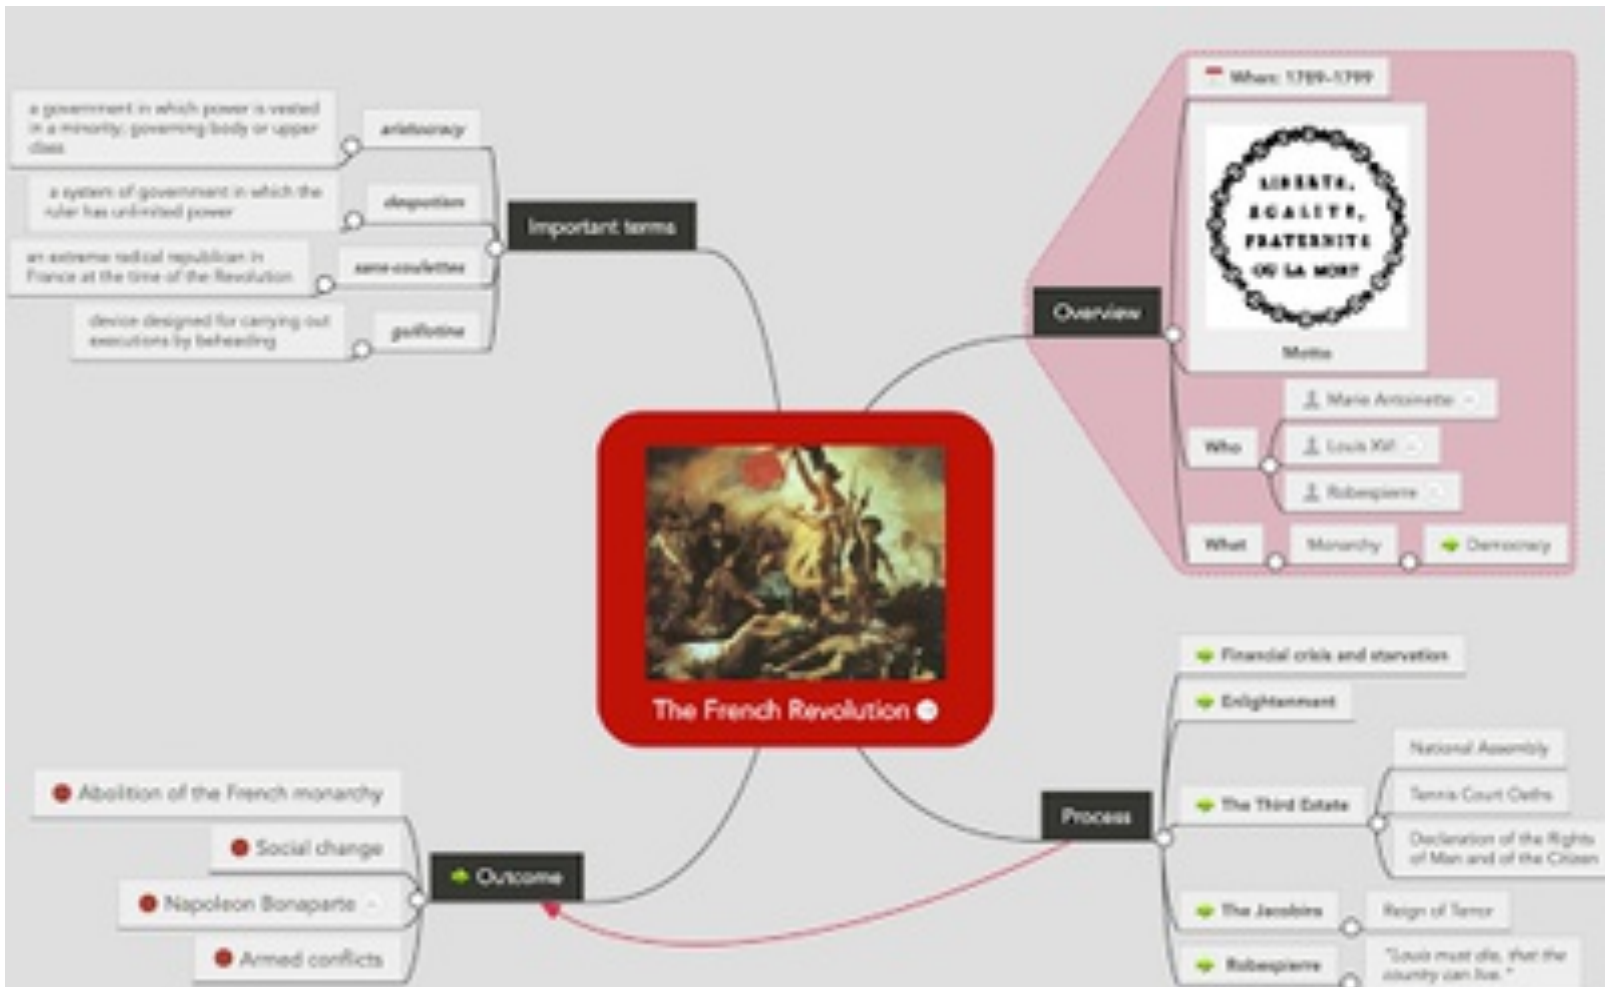 a government in which power is vested
in a minority; governing body or upper
class
aristocracy
a system of government in which the
ruler has unlimited power
despotism
an extreme radical republican in
France at the time of the Revolution
sans-coulettes
device designed for carrying out
executions by beheading
guillotine
Important terms
Overview
When: 1789-1799
LIBERTE,
EGALITE,
FRATERNITE
OU LA MORT
Motto
Who
Marie Antoinette
Louis XVI
Robespierre
What
Monarchy
Democracy
The French Revolution
Abolition of the French monarchy
Social change
Napoleon Bonaparte
Armed conflicts
Outcome
Process
Financial crisis and starvation
Enlightenment
The Third Estate
National Assembly
Tennis Court Oaths
Declaration of the Rights
of Man and of the Citizen
The Jacobins
Reign of Terror
Robespierre
"Louis must die, that the
country can live."